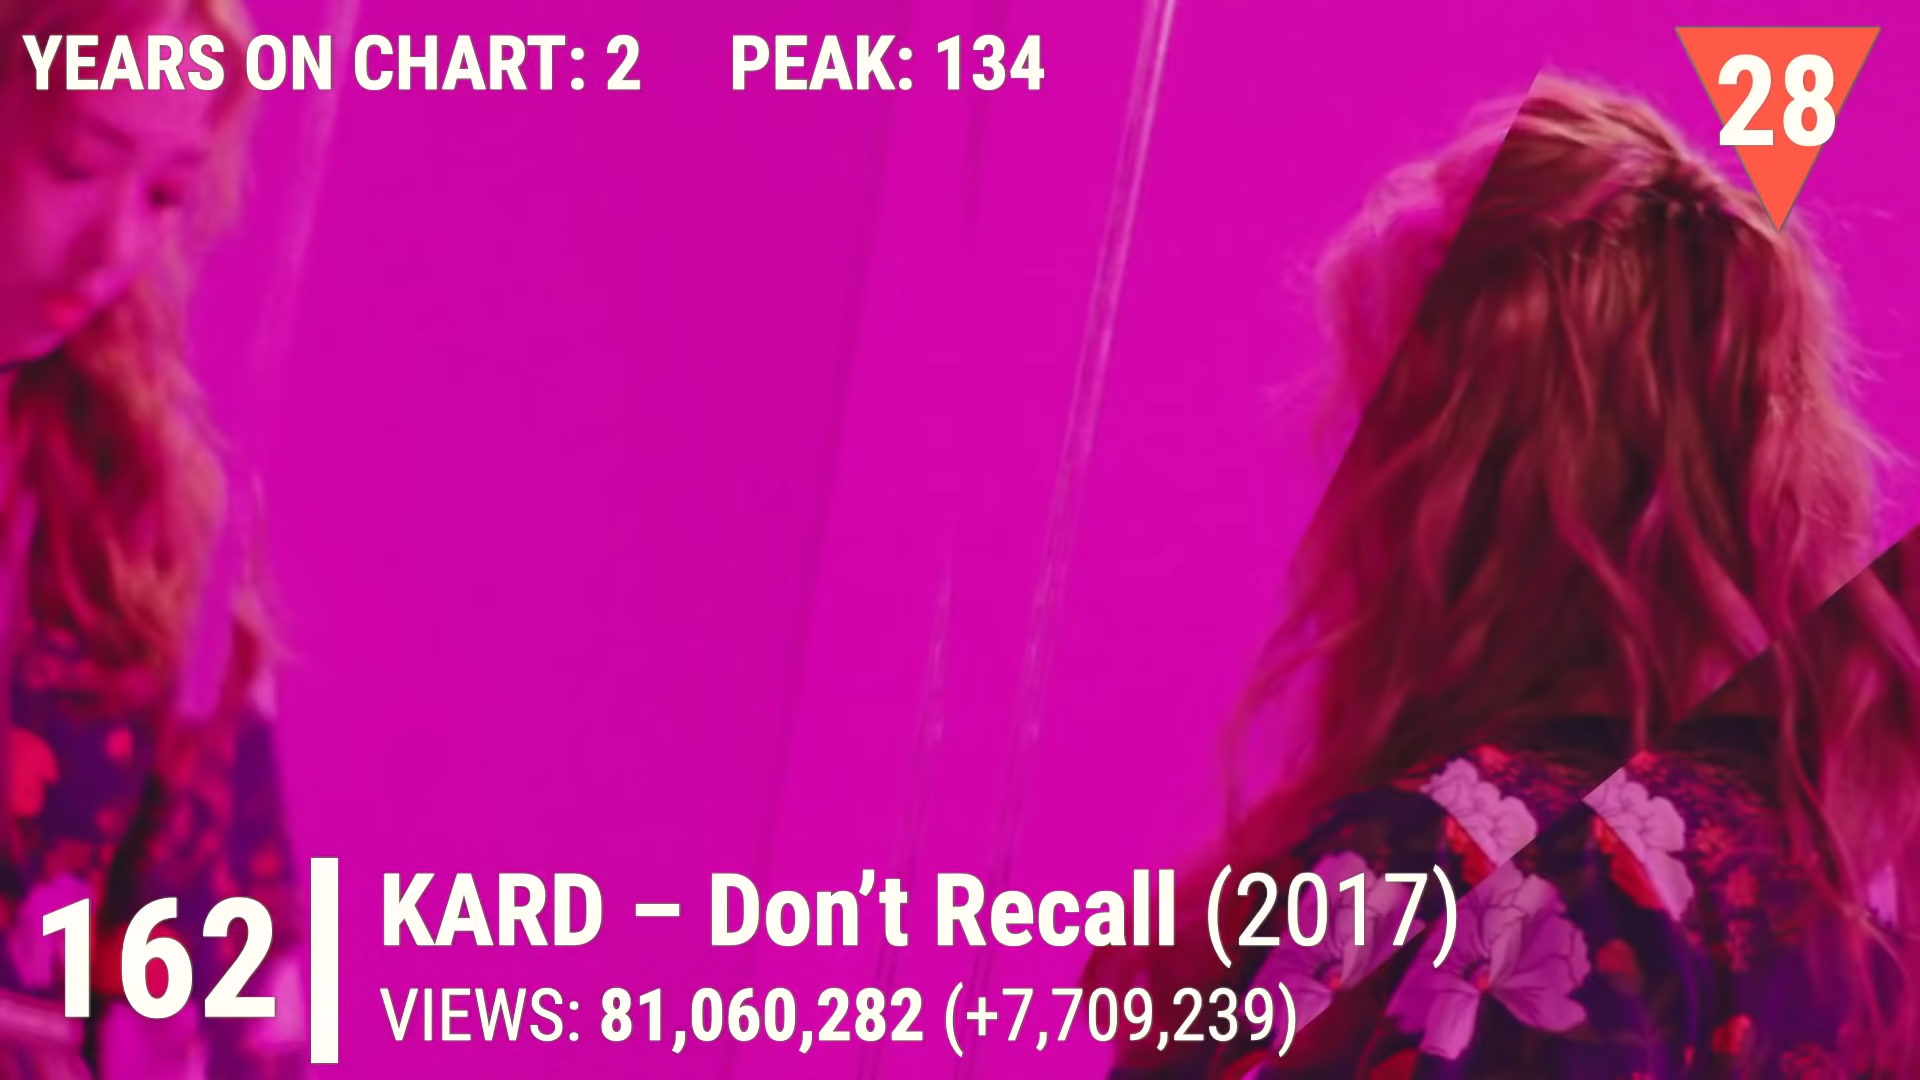 YEARS ON CHART: 2 PEAK: 134
28
162
KARD – Don’t Recall (2017)
VIEWS: 81,060,282 (+7,709,239)